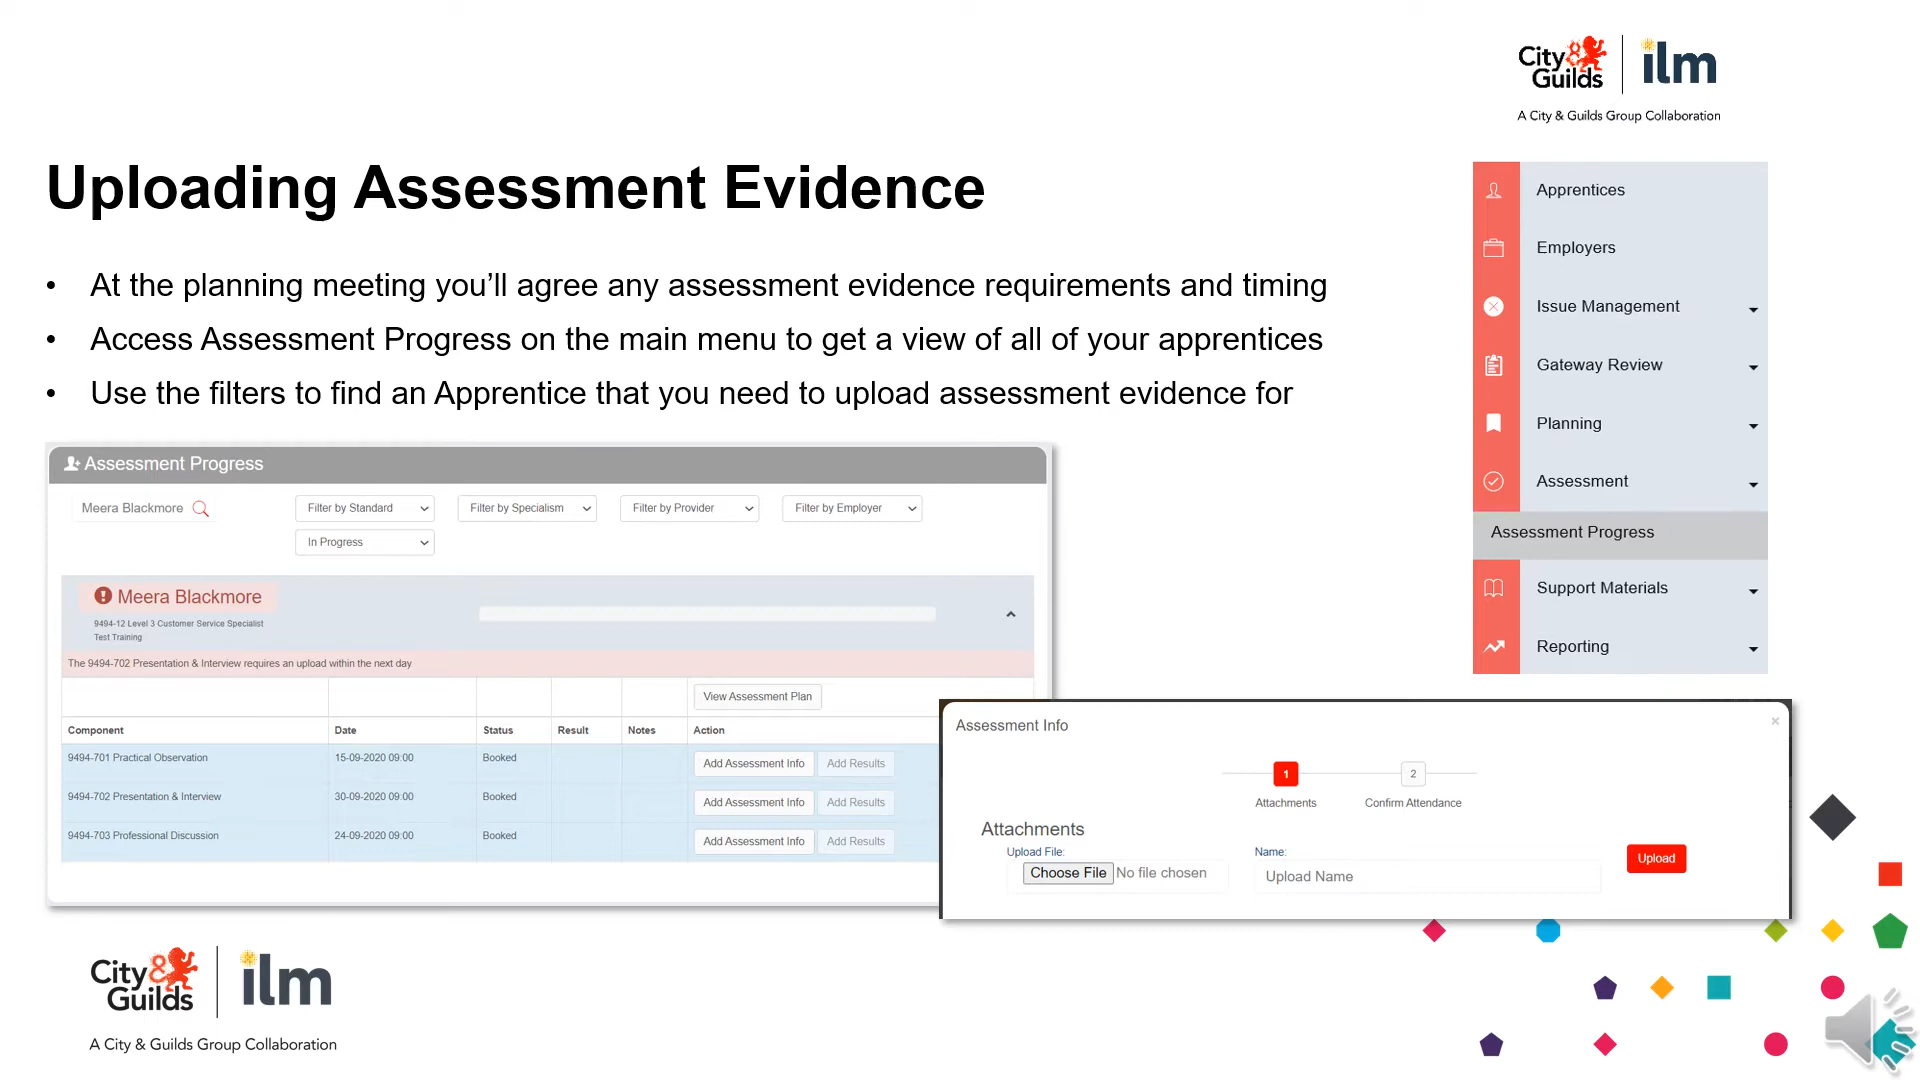 City & Guilds
ilm
A City & Guilds Group Collaboration
Uploading Assessment Evidence
• At the planning meeting you’ll agree any assessment evidence requirements and timing
• Access Assessment Progress on the main menu to get a view of all of your apprentices
• Use the filters to find an Apprentice that you need to upload assessment evidence for
Apprentices
Employers
Issue Management
Gateway Review
Planning
Assessment
Assessment Progress
Support Materials
Reporting
Assessment Progress
Meera Blackmore Filter by Standard Filter by Specialism Filter by Provider Filter by Employer
In Progress
Meera Blackmore
9494-12 Level 3 Customer Service Specialist
Test Training
The 9494-702 Presentation & Interview requires an upload within the next day
View Assessment Plan
Component Date Status Result Notes Action
9494-701 Practical Observation 15-09-2020 09:00 Booked Add Assessment Info Add Results
9494-702 Presentation & Interview 30-09-2020 09:00 Booked Add Assessment Info Add Results
9494-703 Professional Discussion 24-09-2020 09:00 Booked Add Assessment Info Add Results
Assessment Info ×
1 2
Attachments Confirm Attendance
Attachments
Upload File: Name:
Choose File No file chosen Upload Name Upload
City & Guilds
ilm
A City & Guilds Group Collaboration